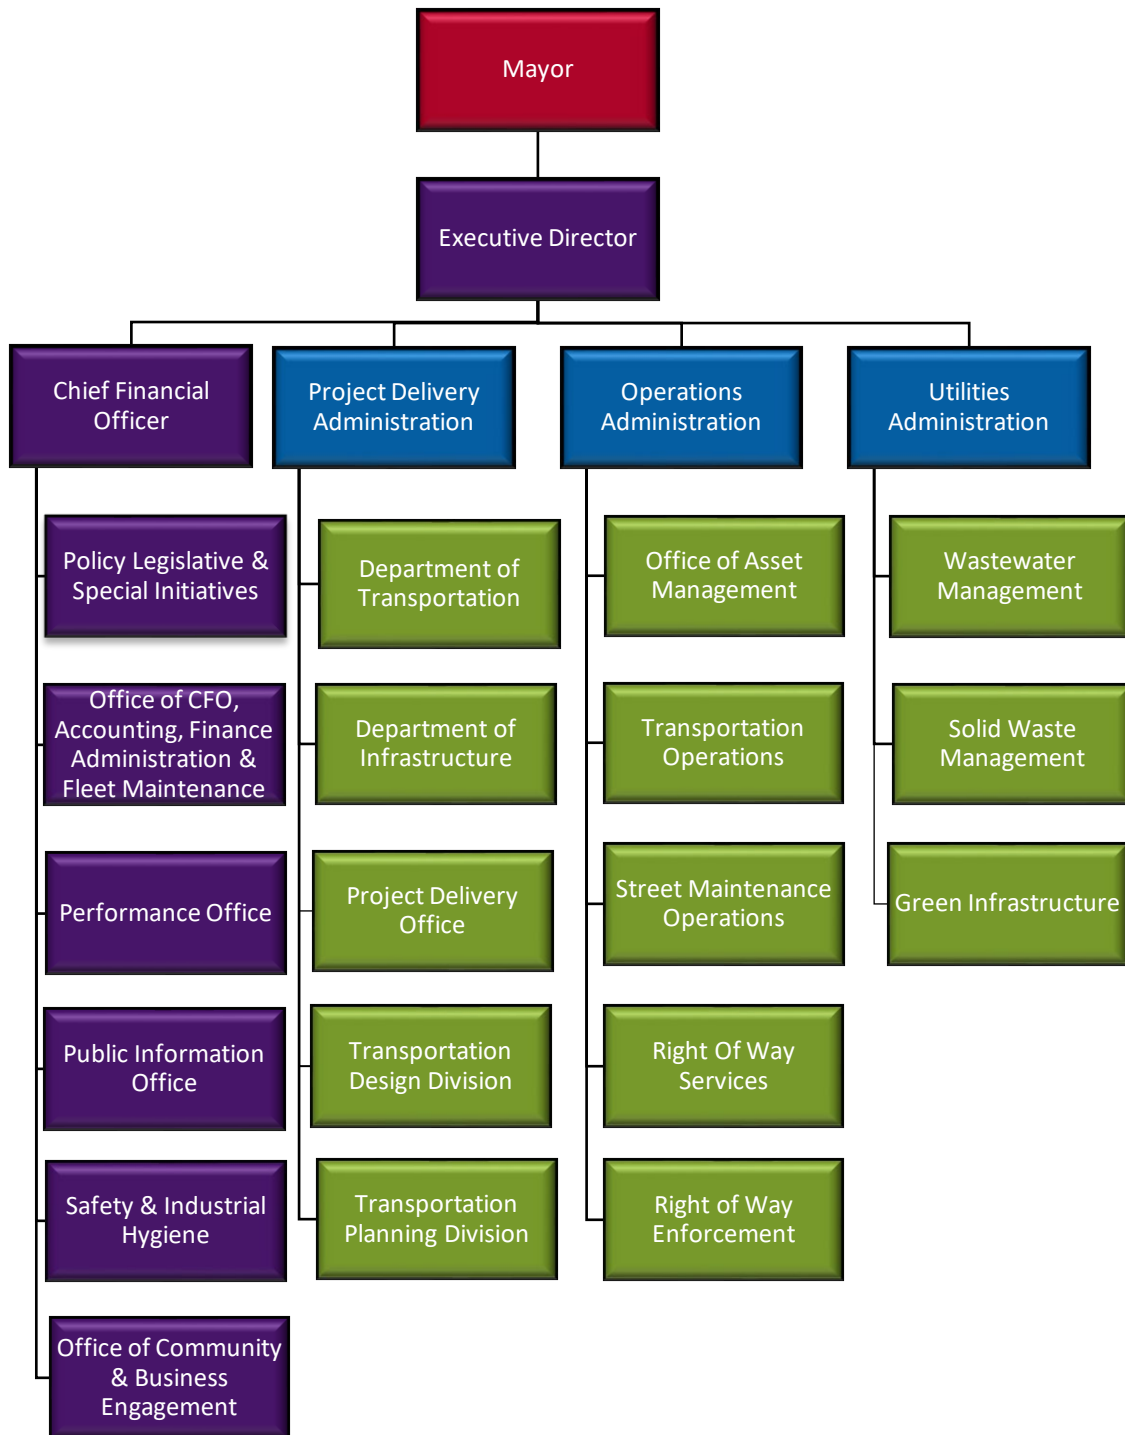 Mayor
Executive Director
Chief Financial
Officer
Project Delivery
Administration
Operations
Administration
Utilities
Administration
Policy Legislative &
Special Initiatives
Office of CFO,
Accounting, Finance
Administration &
Fleet Maintenance
Performance Office
Public Information
Office
Safety & Industrial
Hygiene
Office of Community
& Business
Engagement
Department of
Transportation
Department of
Infrastructure
Project Delivery
Office
Transportation
Design Division
Transportation
Planning Division
Office of Asset
Management
Transportation
Operations
Street Maintenance
Operations
Right Of Way
Services
Right of Way
Enforcement
Wastewater
Management
Solid Waste
Management
Green Infrastructure